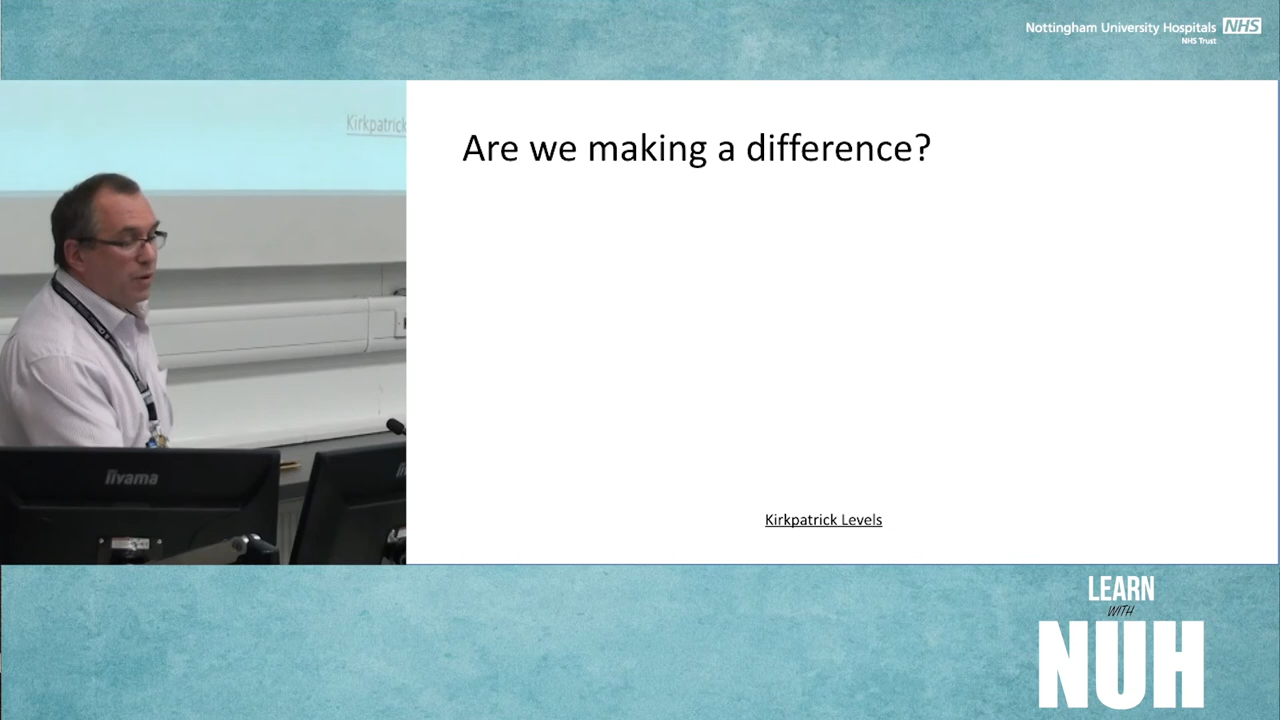 Nottingham University Hospitals NHS
NHS Trust
Kirkpatrick
Are we making a difference?
iiyama
Kirkpatrick Levels
LEARN
WITH
NUH